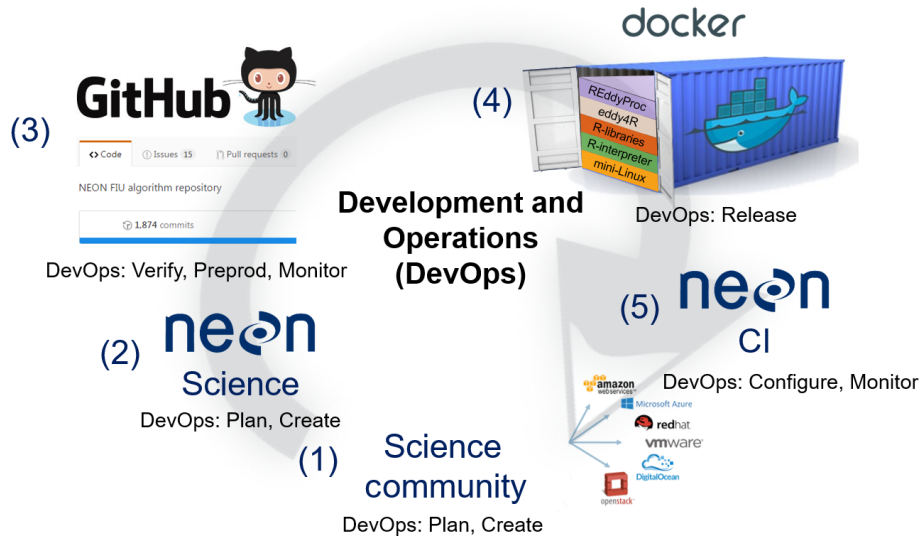 docker
GitHub
(3)
Code
Issues 15
Pull requests 0
NEON FIU algorithm repository
1,874 commits
DevOps: Verify, Preprod, Monitor
(4)
REddyProc
eddy4R
R-libraries
R-interpreter
mini-Linux
DevOps: Release
Development and
Operations
(DevOps)
(2)
neon
Science
DevOps: Plan, Create
(5)
neon
CI
DevOps: Configure, Monitor
(1)
Science
community
DevOps: Plan, Create
amazon
webservices™
Microsoft Azure
redhat
vmware®
DigitalOcean
openstack™